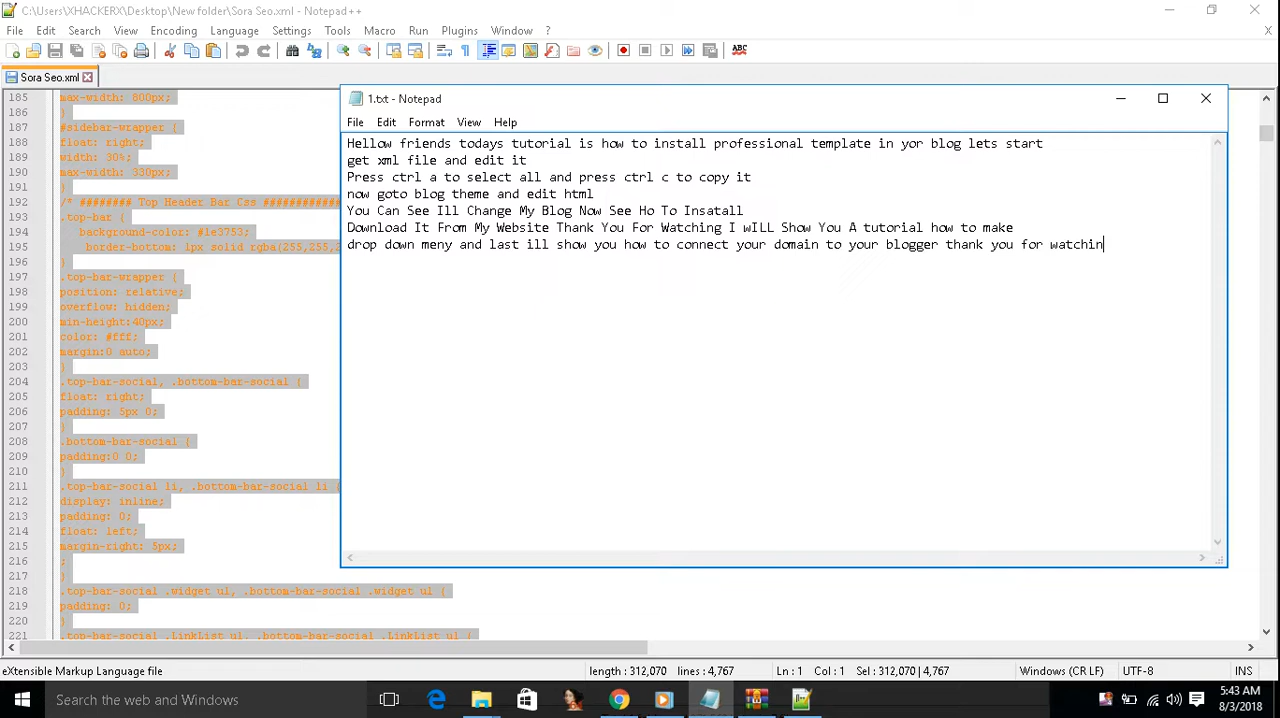 C:\Users\XHACKERX\Desktop\New folder\Sora Seo.xml - Notepad++
File Edit Search View Encoding Language Settings Tools Macro Run Plugins Window ?
ABC
Sora Seo.xml
185 max-width: 800px;
186 }
187 #sidebar-wrapper {
188 float: right;
189 width: 30%;
190 max-width: 330px;
191 }
192 /* ######## Top Header Bar Css #############
193 .top-bar {
194 background-color: #1e3753;
195 border-bottom: 1px solid rgba(255,255,2
196 }
197 .top-bar-wrapper {
198 position: relative;
199 overflow: hidden;
200 min-height:40px;
201 color: #fff;
202 margin:0 auto;
203 }
204 .top-bar-social, .bottom-bar-social {
205 float: right;
206 padding: 5px 0;
207 }
208 .bottom-bar-social {
209 padding:0 0;
210 }
211 .top-bar-social li, .bottom-bar-social li {
212 display: inline;
213 padding: 0;
214 float: left;
215 margin-right: 5px;
216 ;
217 }
218 .top-bar-social .widget ul, .bottom-bar-social .widget ul {
219 padding: 0;
220 }
221 .top-bar-social .LinkList ul, .bottom-bar-social .LinkList ul {
1.txt - Notepad
File Edit Format View Help
Hellow friends todays tutorial is how to install professional template in yor blog lets start
get xml file and edit it
Press ctrl a to select all and press ctrl c to copy it
now goto blog theme and edit html
You Can See Ill Change My Blog Now See Ho To Insatall
Download It From My Website Thank You For Watching I wILL Show You A tutorial how to make
drop down meny and last ill show you how to connect your domain to your blogger thank you for watchin
eXtensible Markup Language file length : 312,070 lines : 4,767 Ln : 1 Col : 1 Sel : 312,070 | 4,767 Windows (CR LF) UTF-8 INS
Search the web and Windows
5:43 AM
8/3/2018